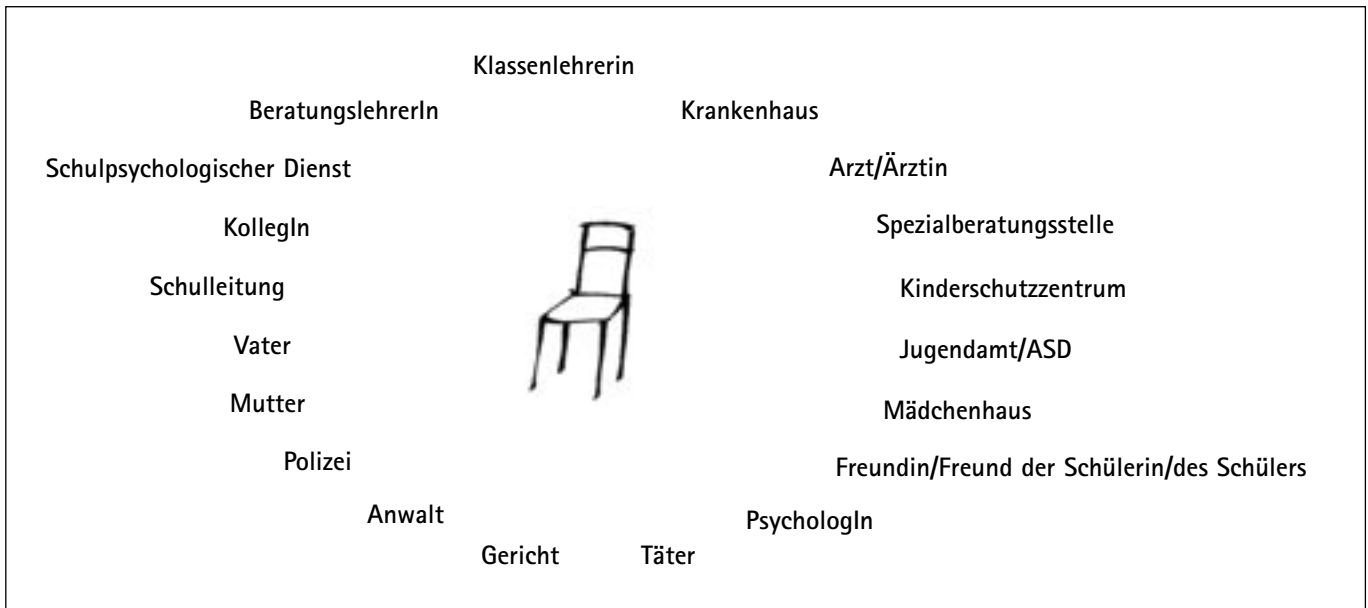 Klassenlehrerin
BeratungslehrerIn
Krankenhaus
Schulpsychologischer Dienst
Arzt/Ärztin
KollegIn
Spezialberatungsstelle
Schulleitung
Kinderschutzzentrum
Vater
Jugendamt/ASD
Mutter
Mädchenhaus
Polizei
Freundin/Freund der Schülerin/des Schülers
Anwalt
PsychologIn
Gericht
Täter